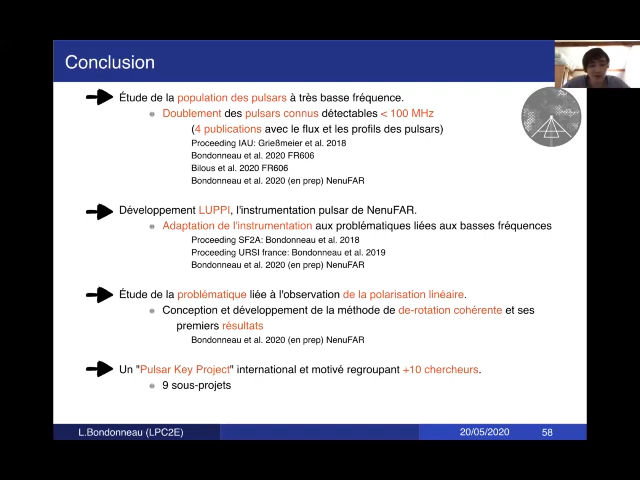 Conclusion
Étude de la population des pulsars à très basse fréquence.
Doublement des pulsars connus détectables < 100 MHz
(4 publications avec le flux et les profils des pulsars)
Proceeding IAU: Grießmeier et al. 2018
Bondonneau et al. 2020 FR606
Bilous et al. 2020 FR606
Bondonneau et al. 2020 (en prep) NenuFAR
Développement LUPPI, l'instrumentation pulsar de NenuFAR.
Adaptation de l'instrumentation aux problématiques liées aux basses fréquences
Proceeding SF2A: Bondonneau et al. 2018
Proceeding URSI france: Bondonneau et al. 2019
Bondonneau et al. 2020 (en prep) NenuFAR
Étude de la problématique liée à l'observation de la polarisation linéaire.
Conception et développement de la méthode de de-rotation cohérente et ses
premiers résultats
Bondonneau et al. 2020 (en prep) NenuFAR
Un "Pulsar Key Project" international et motivé regroupant +10 chercheurs.
9 sous-projets
L.Bondonneau (LPC2E) 20/05/2020 58